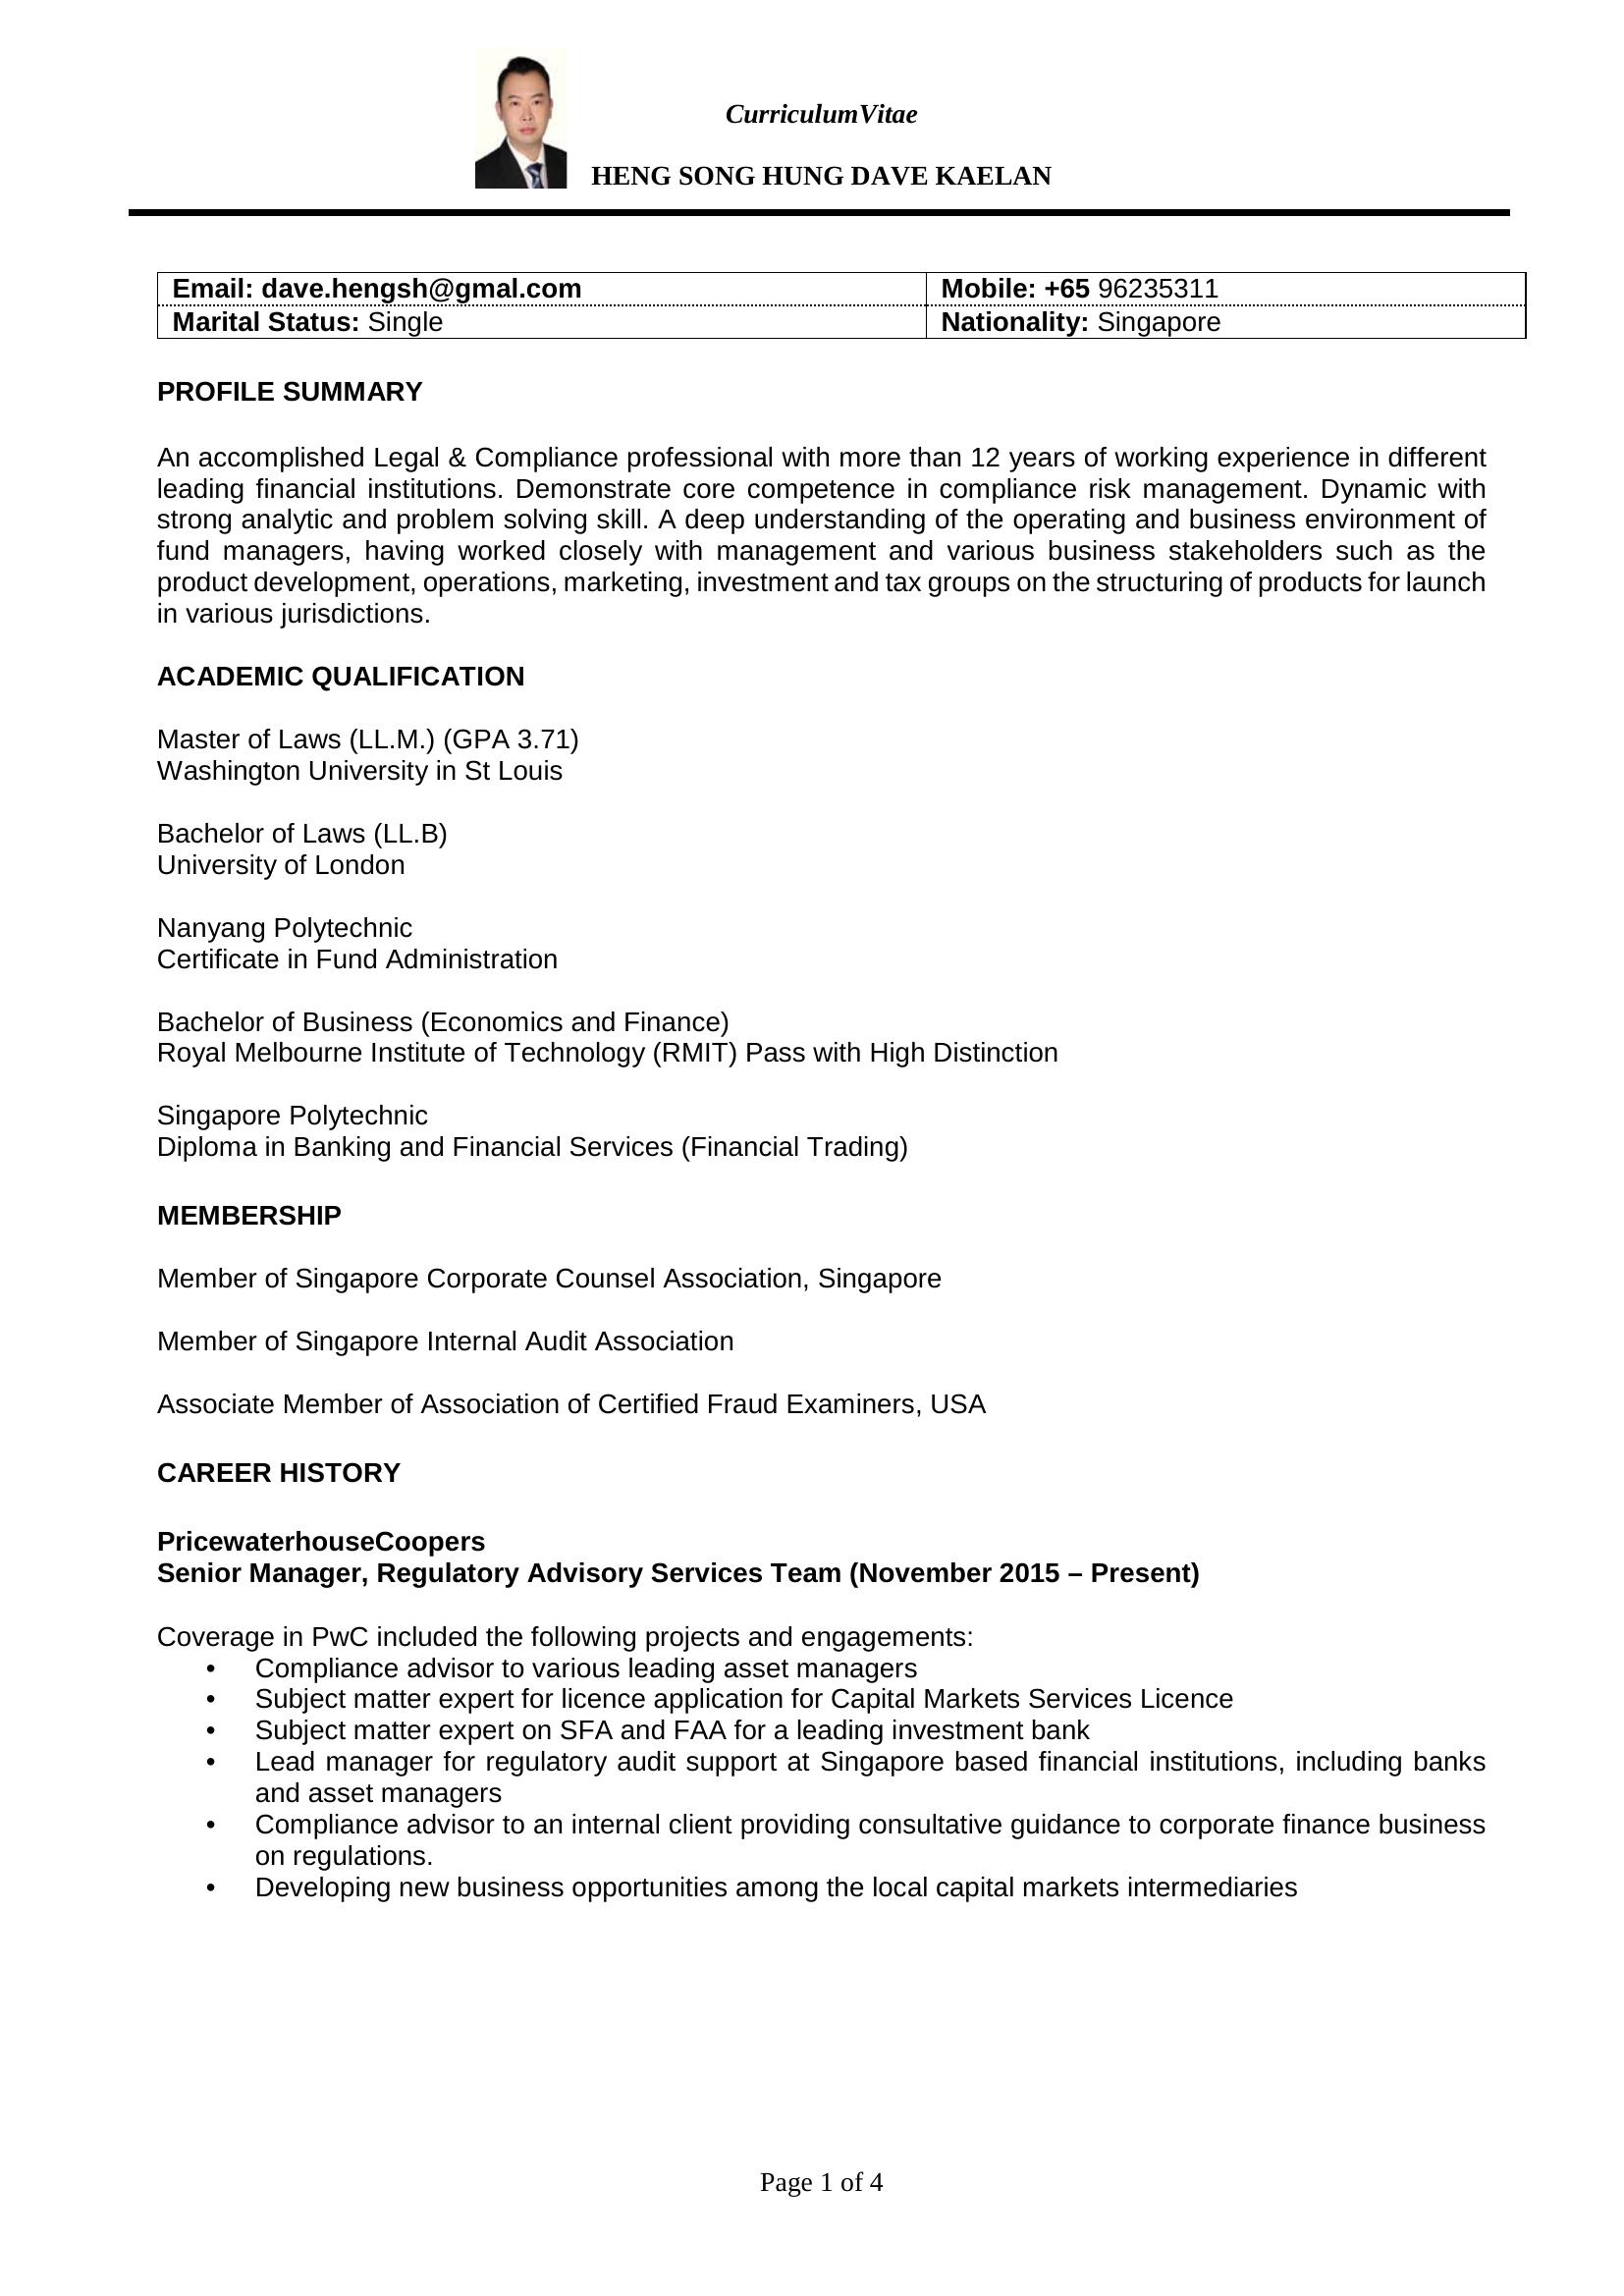 CurriculumVitae
HENG SONG HUNG DAVE KAELAN
Email: dave.hengsh@gmal.com Mobile: +65 96235311
Marital Status: Single Nationality: Singapore
PROFILE SUMMARY
An accomplished Legal & Compliance professional with more than 12 years of working experience in different
leading financial institutions. Demonstrate core competence in compliance risk management. Dynamic with
strong analytic and problem solving skill. A deep understanding of the operating and business environment of
fund managers, having worked closely with management and various business stakeholders such as the
product development, operations, marketing, investment and tax groups on the structuring of products for launch
in various jurisdictions.
ACADEMIC QUALIFICATION
Master of Laws (LL.M.) (GPA 3.71)
Washington University in St Louis
Bachelor of Laws (LL.B)
University of London
Nanyang Polytechnic
Certificate in Fund Administration
Bachelor of Business (Economics and Finance)
Royal Melbourne Institute of Technology (RMIT) Pass with High Distinction
Singapore Polytechnic
Diploma in Banking and Financial Services (Financial Trading)
MEMBERSHIP
Member of Singapore Corporate Counsel Association, Singapore
Member of Singapore Internal Audit Association
Associate Member of Association of Certified Fraud Examiners, USA
CAREER HISTORY
PricewaterhouseCoopers
Senior Manager, Regulatory Advisory Services Team (November 2015 – Present)
Coverage in PwC included the following projects and engagements:
• Compliance advisor to various leading asset managers
• Subject matter expert for licence application for Capital Markets Services Licence
• Subject matter expert on SFA and FAA for a leading investment bank
• Lead manager for regulatory audit support at Singapore based financial institutions, including banks
and asset managers
• Compliance advisor to an internal client providing consultative guidance to corporate finance business
on regulations.
• Developing new business opportunities among the local capital markets intermediaries
Page 1 of 4